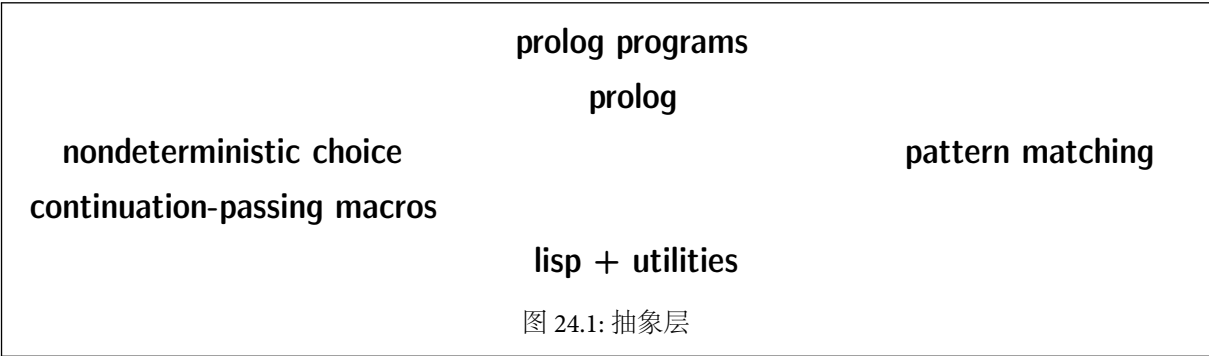 prolog programs
prolog
nondeterministic choice pattern matching
continuation-passing macros
lisp + utilities
图 24.1: 抽象层